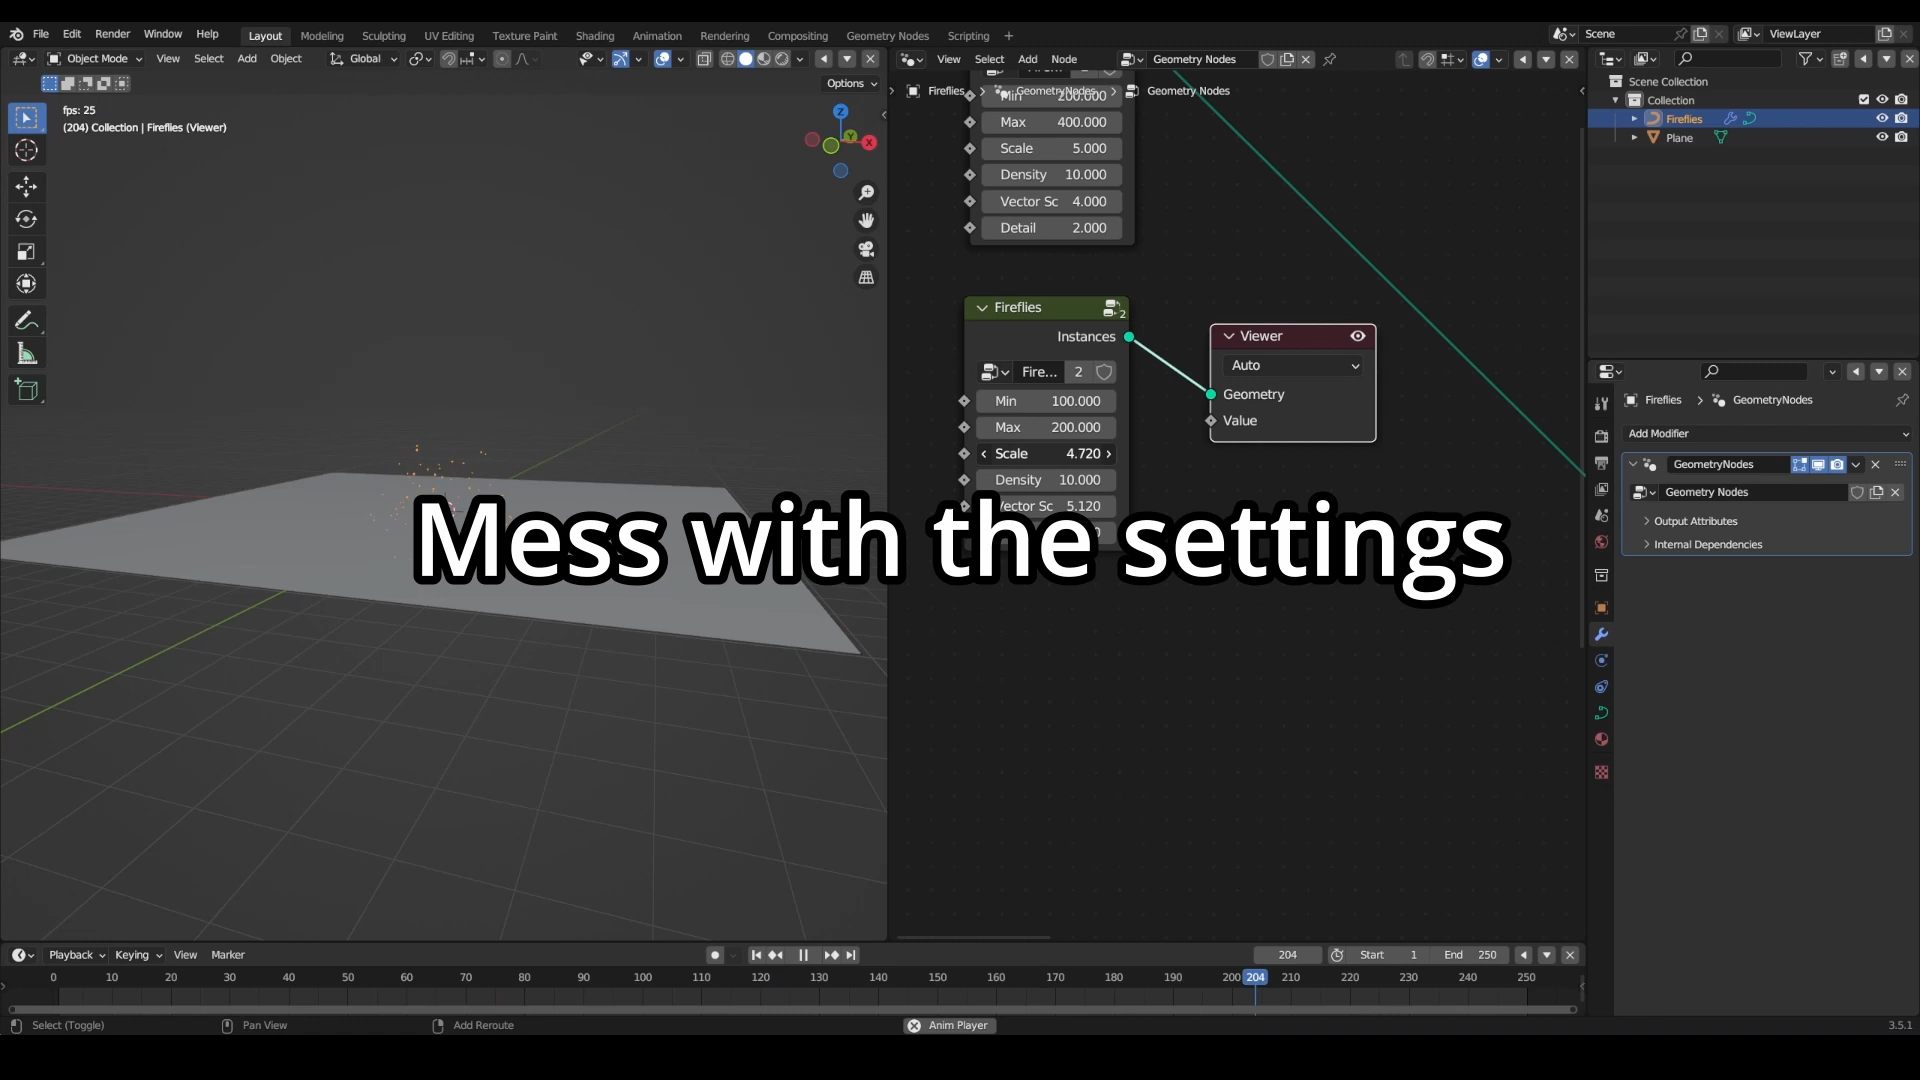 File Edit Render Window Help Layout Modeling Sculpting UV Editing Texture Paint Shading Animation Rendering Compositing Geometry Nodes Scripting + Scene ViewLayer
Object Mode View Select Add Object Global
View Select Add Node Geometry Nodes
Options
fps: 25
(204) Collection | Fireflies (Viewer)
Z
Y
X
Fireflies GeometryNodes Geometry Nodes
Min 200.000
Max 400.000
Scale 5.000
Density 10.000
Vector Sc 4.000
Detail 2.000
Fireflies
2
Instances
Fire... 2
Min 100.000
Max 200.000
Scale 4.720
Density 10.000
Vector Sc 5.120
Viewer
Auto
Geometry
Value
Mess with the settings
Scene Collection
Collection
Fireflies
Plane
Fireflies GeometryNodes
Add Modifier
GeometryNodes
Geometry Nodes
Output Attributes
Internal Dependencies
Playback Keying View Marker 204 Start 1 End 250
0 10 20 30 40 50 60 70 80 90 100 110 120 130 140 150 160 170 180 190 200 204 210 220 230 240 250
Select (Toggle) Pan View Add Reroute Anim Player 3.5.1